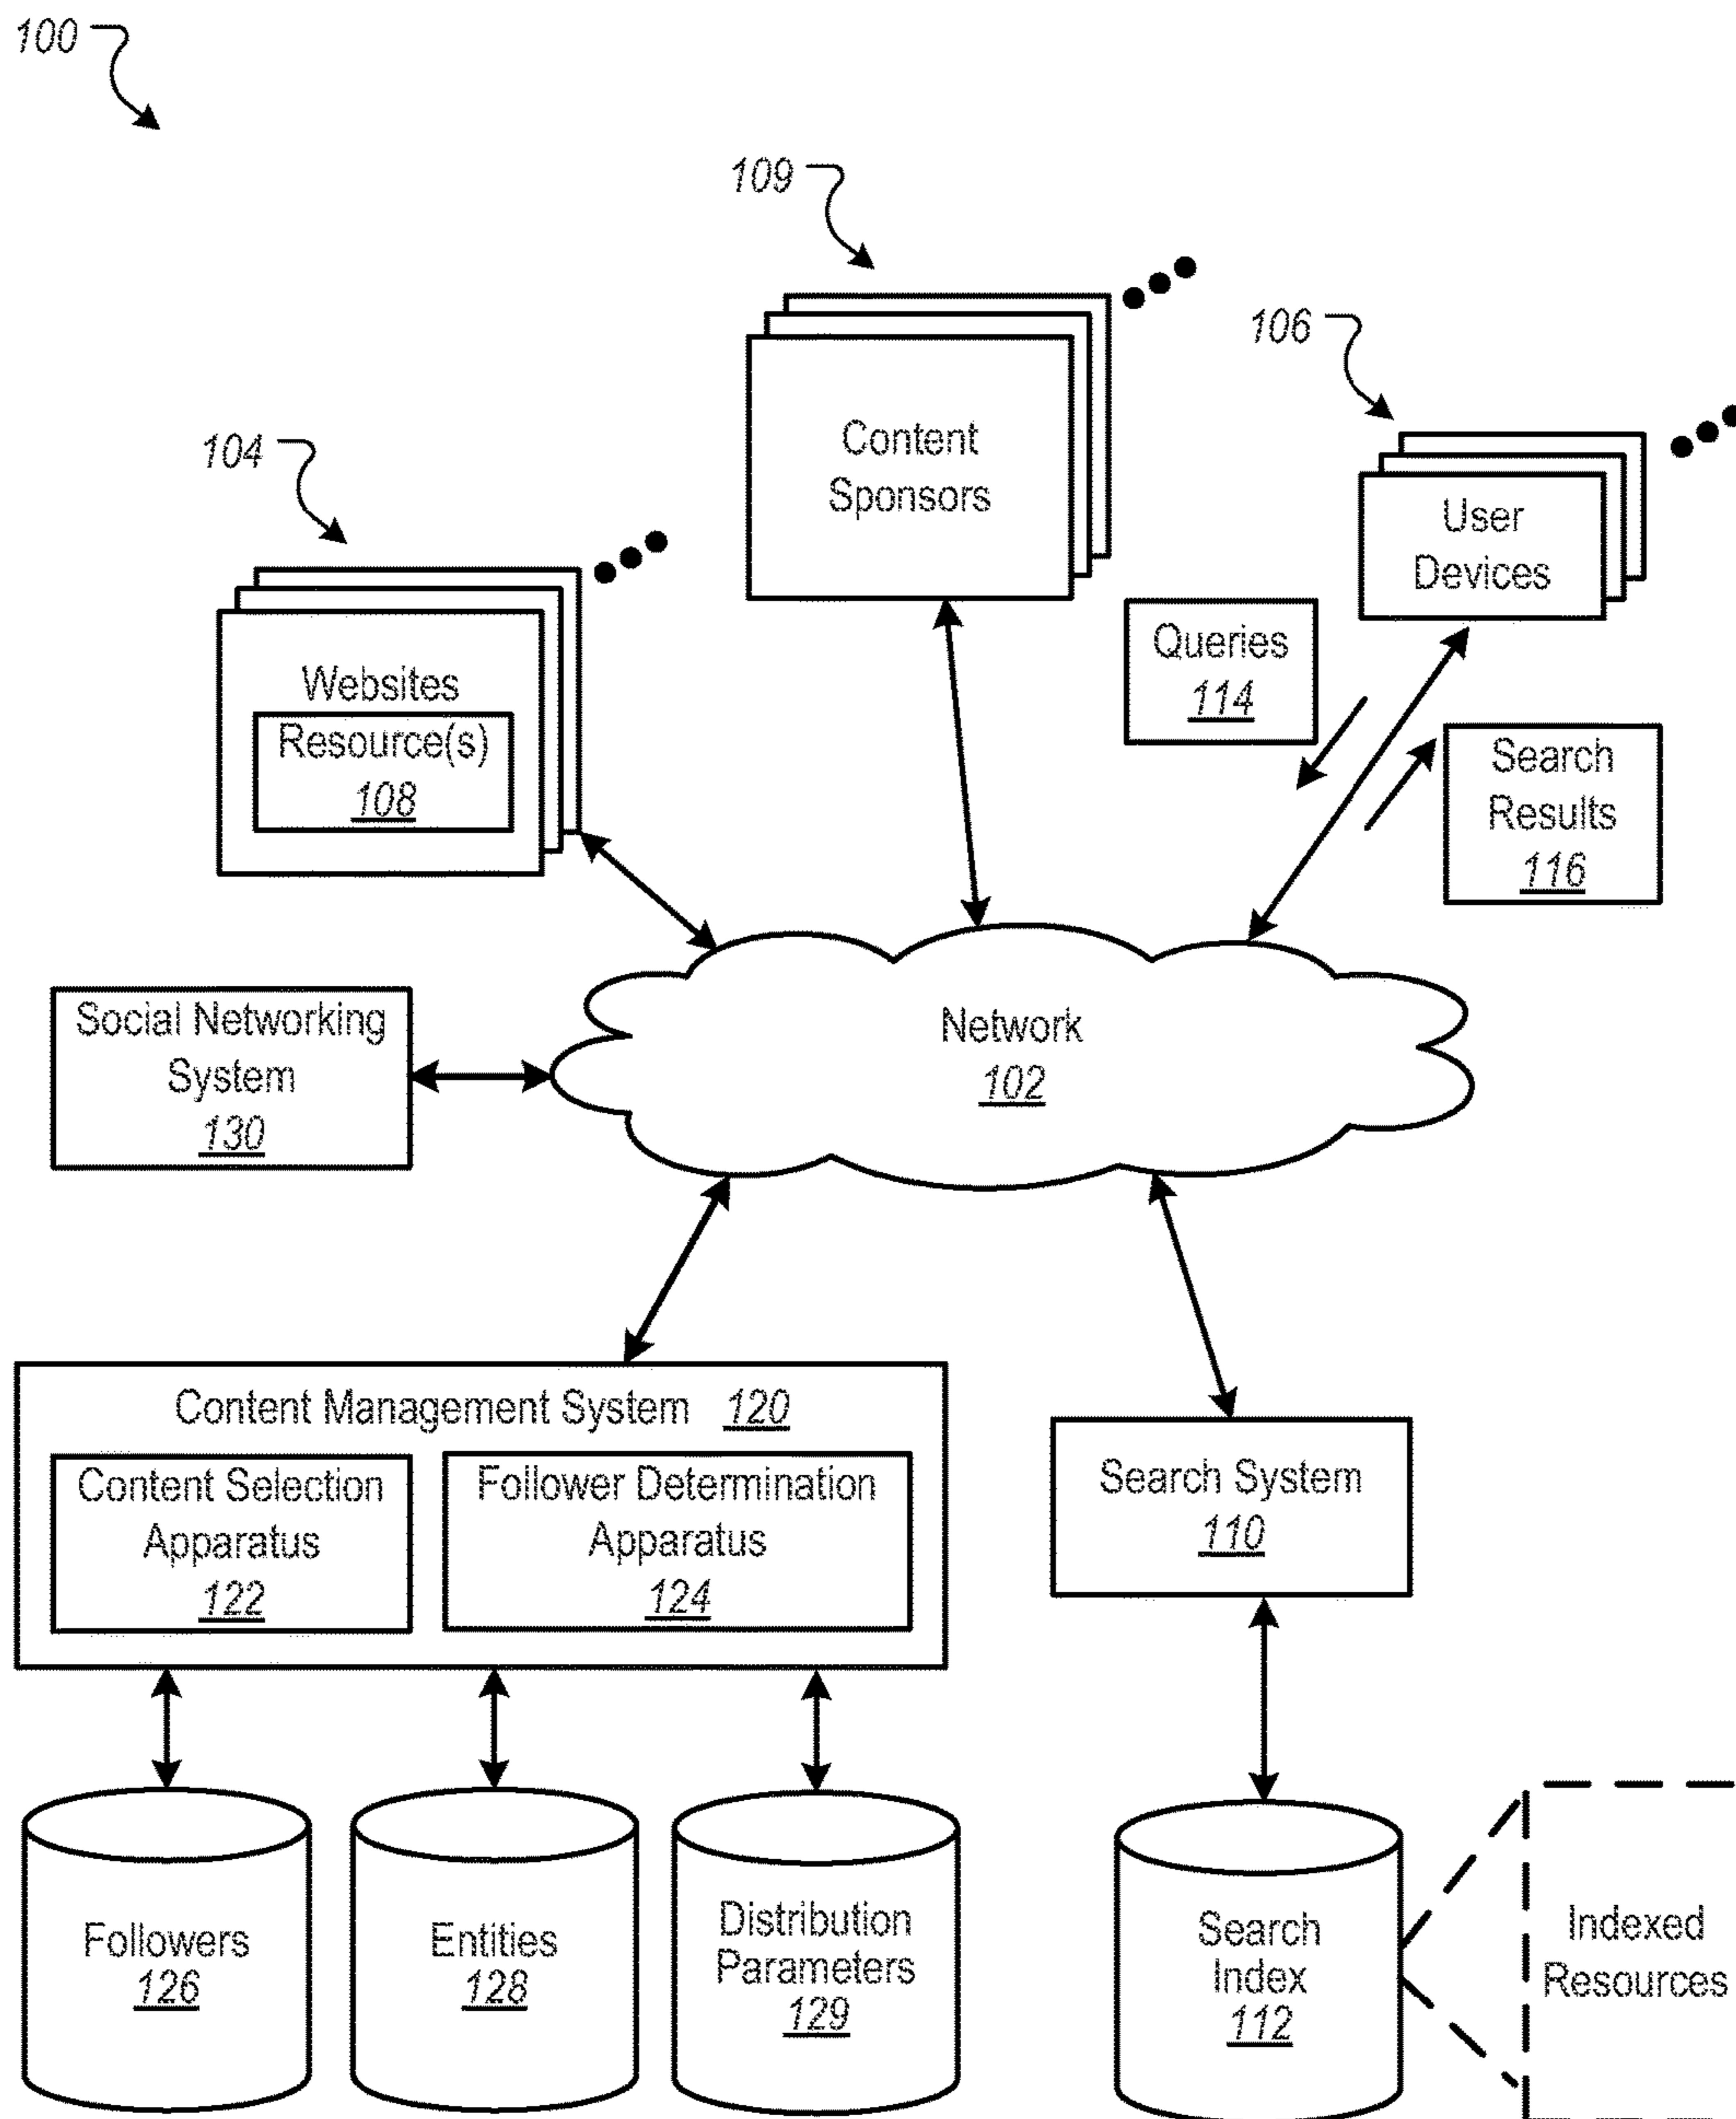 100
109
106
104
Content
Sponsors
User
Devices
Queries
114
Websites
Resource(s)
108
Search
Results
116
Social Networking
System
130
Network
102
Content Management System 120
Content Selection
Apparatus
122
Follower Determination
Apparatus
124
Search System
110
Followers
126
Entities
128
Distribution
Parameters
129
Search
Index
112
Indexed
Resources